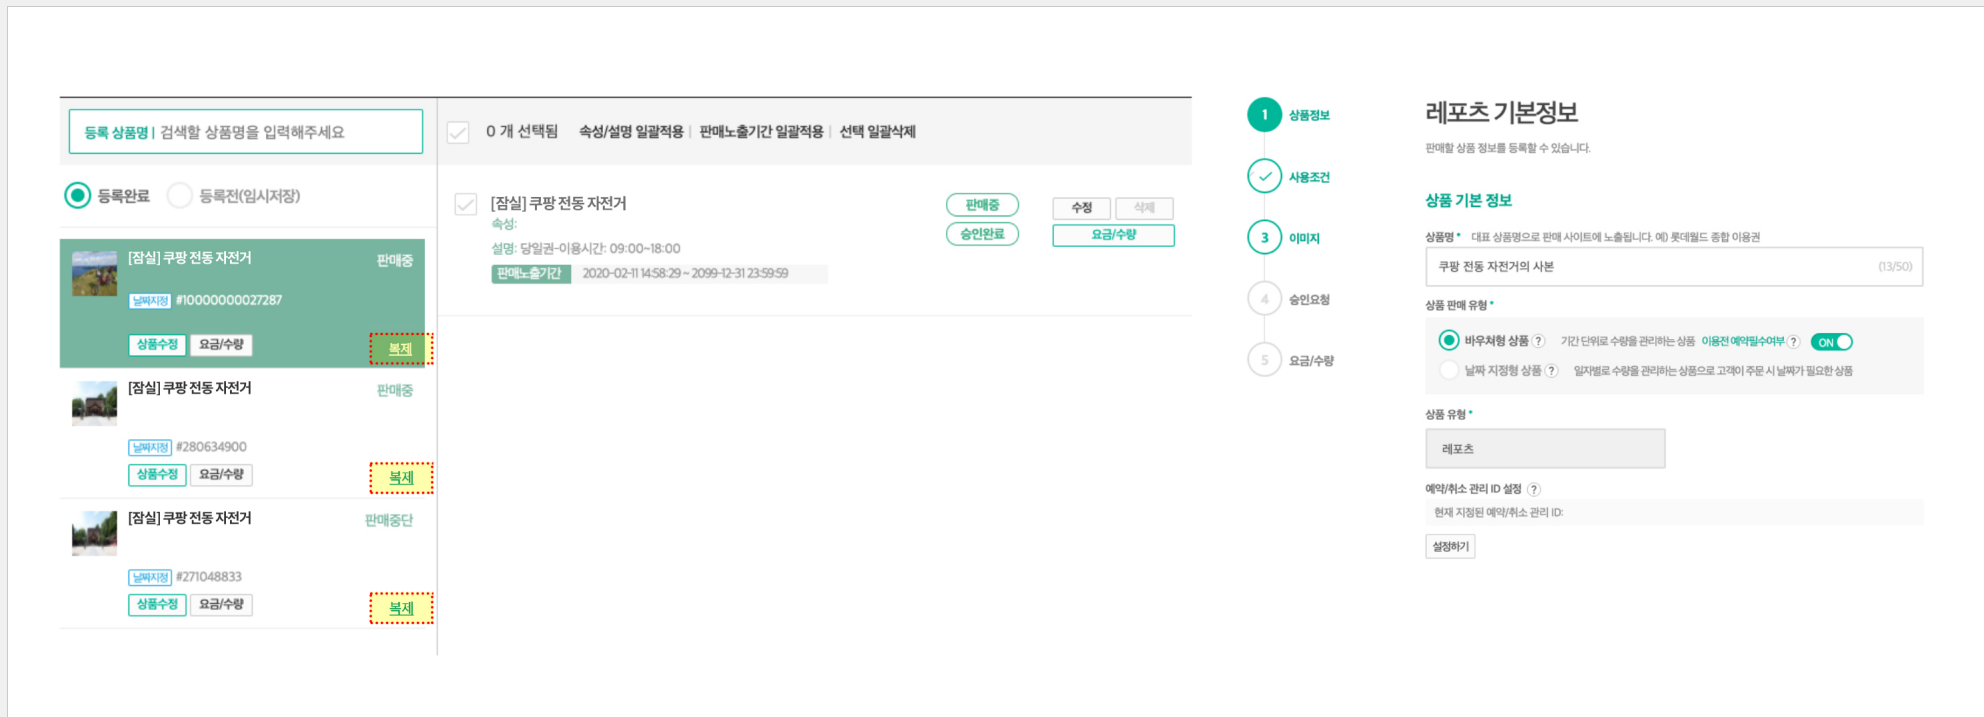 등록 상품명 | 검색할 상품명을 입력해주세요
등록완료 등록전(임시저장)
[잠실] 쿠팡 전동 자전거 판매중
날짜지정 #10000000027287
상품수정 요금/수량 복제
[잠실] 쿠팡 전동 자전거 판매중
날짜지정 #280634900
상품수정 요금/수량 복제
[잠실] 쿠팡 전동 자전거 판매중단
날짜지정 #271048833
상품수정 요금/수량 복제
0 개 선택됨 속성/설명 일괄적용 | 판매노출기간 일괄적용 | 선택 일괄삭제
[잠실] 쿠팡 전동 자전거 판매중 수정 삭제
속성:
승인완료 요금/수량
설명: 당일권-이용시간: 09:00~18:00
판매노출기간 2020-02-11 14:58:29 ~ 2099-12-31 23:59:59
1 상품정보
사용조건
3 이미지
4 승인요청
5 요금/수량
레포츠 기본정보
판매할 상품 정보를 등록할 수 있습니다.
상품 기본 정보
상품명 * 대표 상품명으로 판매 사이트에 노출됩니다. 예) 롯데월드 종합 이용권
쿠팡 전동 자전거의 사본 (13/50)
상품 판매 유형 *
바우쳐형 상품 ? 기간 단위로 수량을 관리하는 상품 이용전 예약필수여부 ? ON
날짜 지정형 상품 ? 일자별로 수량을 관리하는 상품으로 고객이 주문 시 날짜가 필요한 상품
상품 유형 *
레포츠
예약/취소 관리 ID 설정 ?
현재 지정된 예약/취소 관리 ID:
설정하기